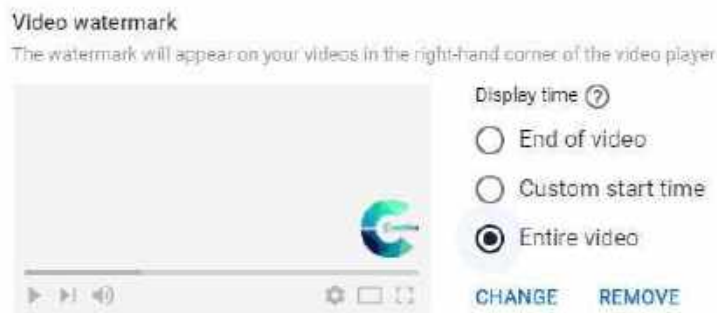 Video watermark
The watermark will appear on your videos in the right-hand corner of the video player
Display time
End of video
Custom start time
Entire video
CHANGE REMOVE